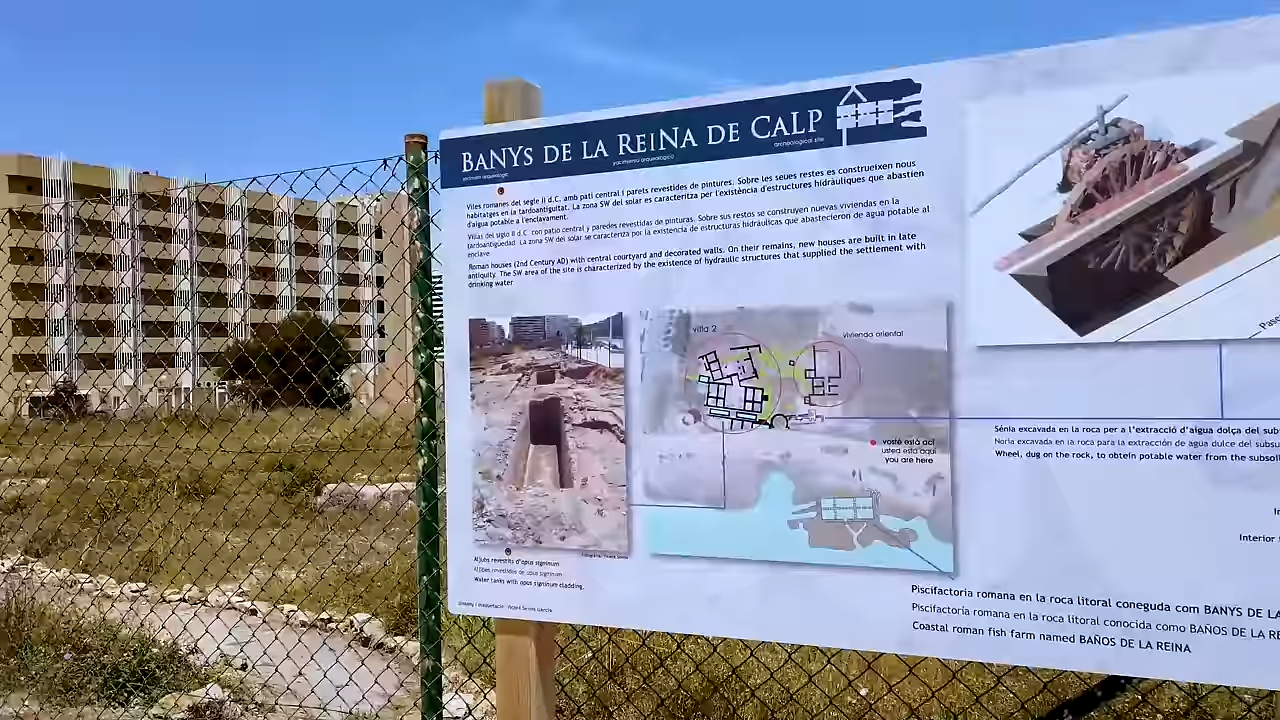 BANYS DE LA REINA DE CALP
jaciment arqueològic
yacimiento arqueológico
archeological site
Viles romanes del segle II d.C. amb pati central i parets revestides de pintures. Sobre les seues restes es construeixen nous
habitatges en la tardoantiguitat. La zona SW del solar es caracteritza per l'existència d'estructures hidràuliques que abastien
d'aigua potable a l'enclavament.
Villas del siglo II d.C. con patio central y paredes revestidas de pinturas. Sobre sus restos se construyen nuevas viviendas en la
tardoantigüedad. La zona SW del solar se caracteriza por la existencia de estructuras hidráulicas que abastecieron de agua potable al
enclave.
Roman houses (2nd Century AD) with central courtyard and decorated walls. On their remains, new houses are built in late
antiquity. The SW area of the site is characterized by the existence of hydraulic structures that supplied the settlement with
drinking water
villa 2
vivienda oriental
vostè està ací
usted está aquí
you are here
Sénia excavada en la roca per a l'extracció d'aigua dolça del sub
Noria excavada en la roca para la extracción de agua dulce del subsu
Wheel, dug on the rock, to obtain potable water from the subsoil
Interior
Aljubs revestits d'opus signinum
Aljibes revestidos de opus signinum
Water tanks with opus signinum cladding.
Piscifactoria romana en la roca litoral coneguda com BANYS DE LA
Piscifactoría romana en la roca litoral conocida como BAÑOS DE LA RE
Coastal roman fish farm named BAÑOS DE LA REINA